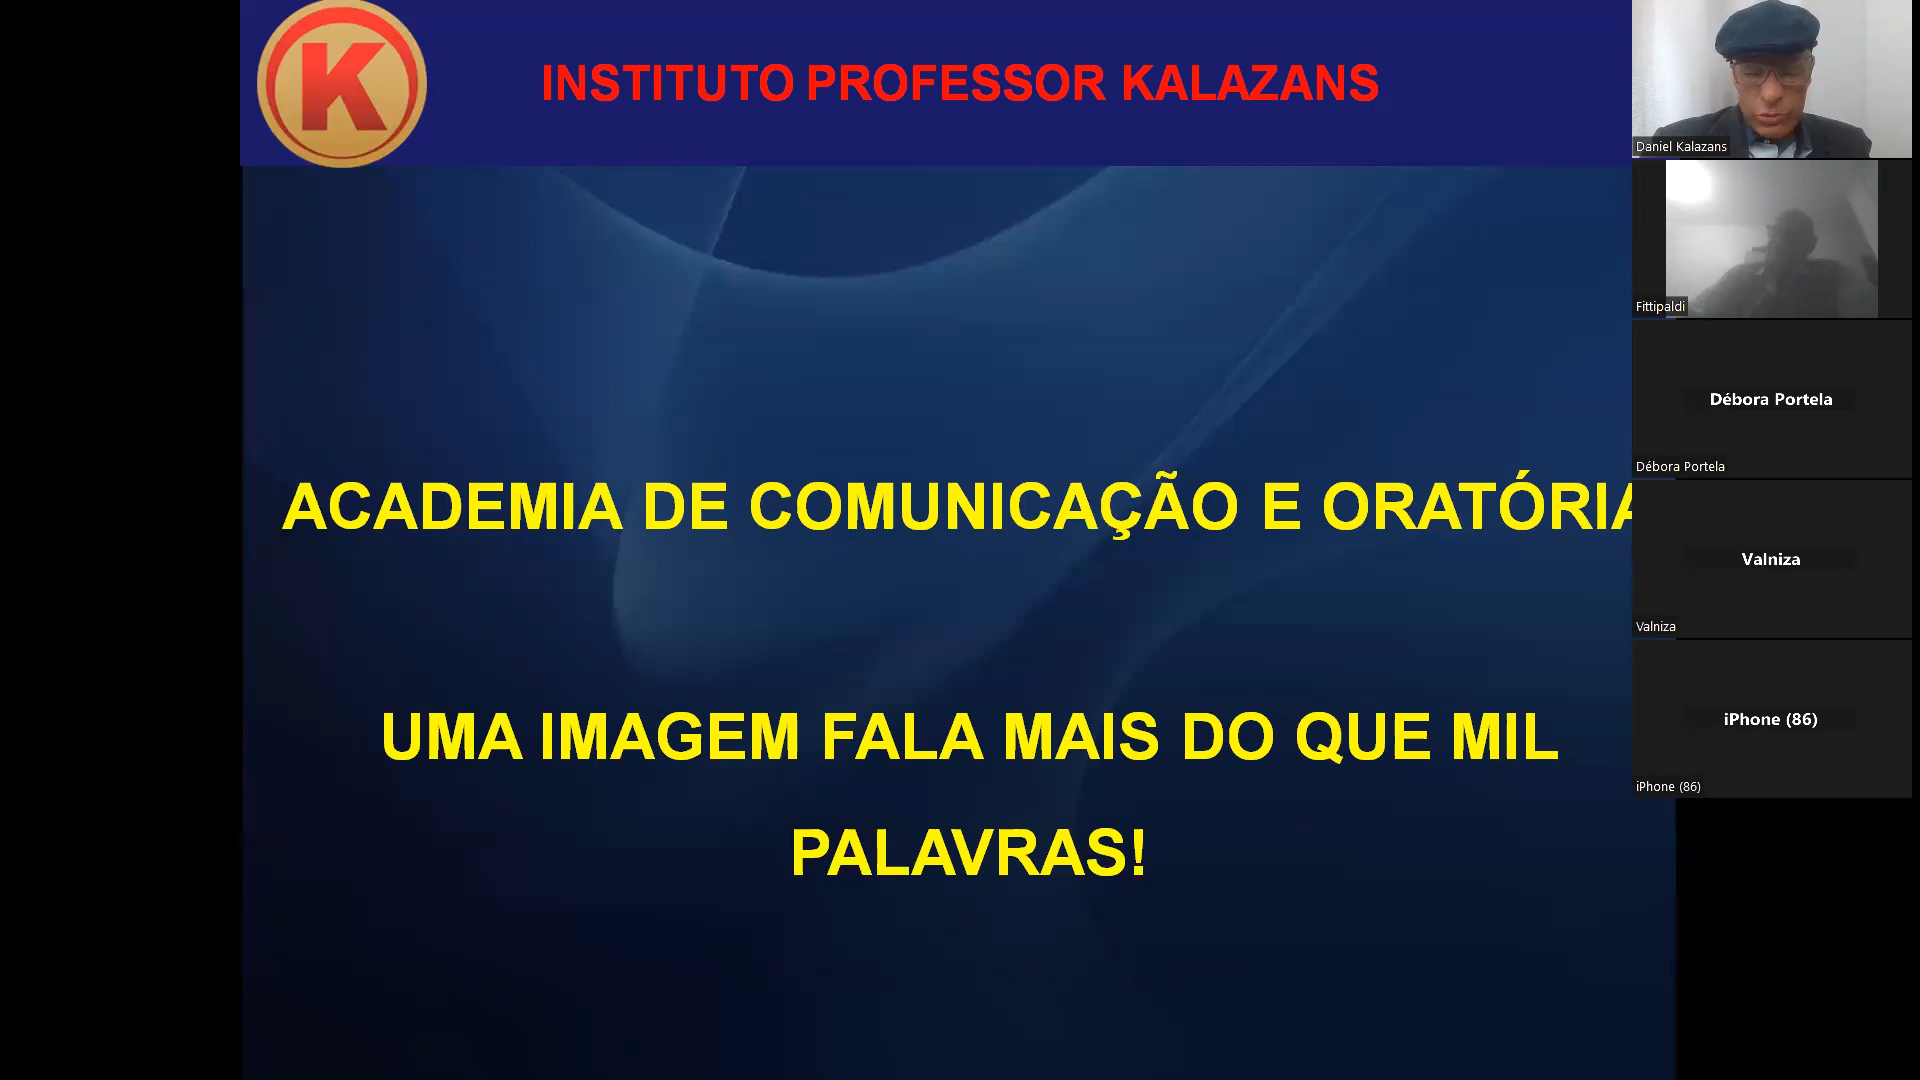 K
INSTITUTO PROFESSOR KALAZANS
ACADEMIA DE COMUNICAÇÃO E ORATÓRIA
UMA IMAGEM FALA MAIS DO QUE MIL
PALAVRAS!
Daniel Kalazans
Fittipaldi
Débora Portela
Débora Portela
Valniza
Valniza
iPhone (86)
iPhone (86)